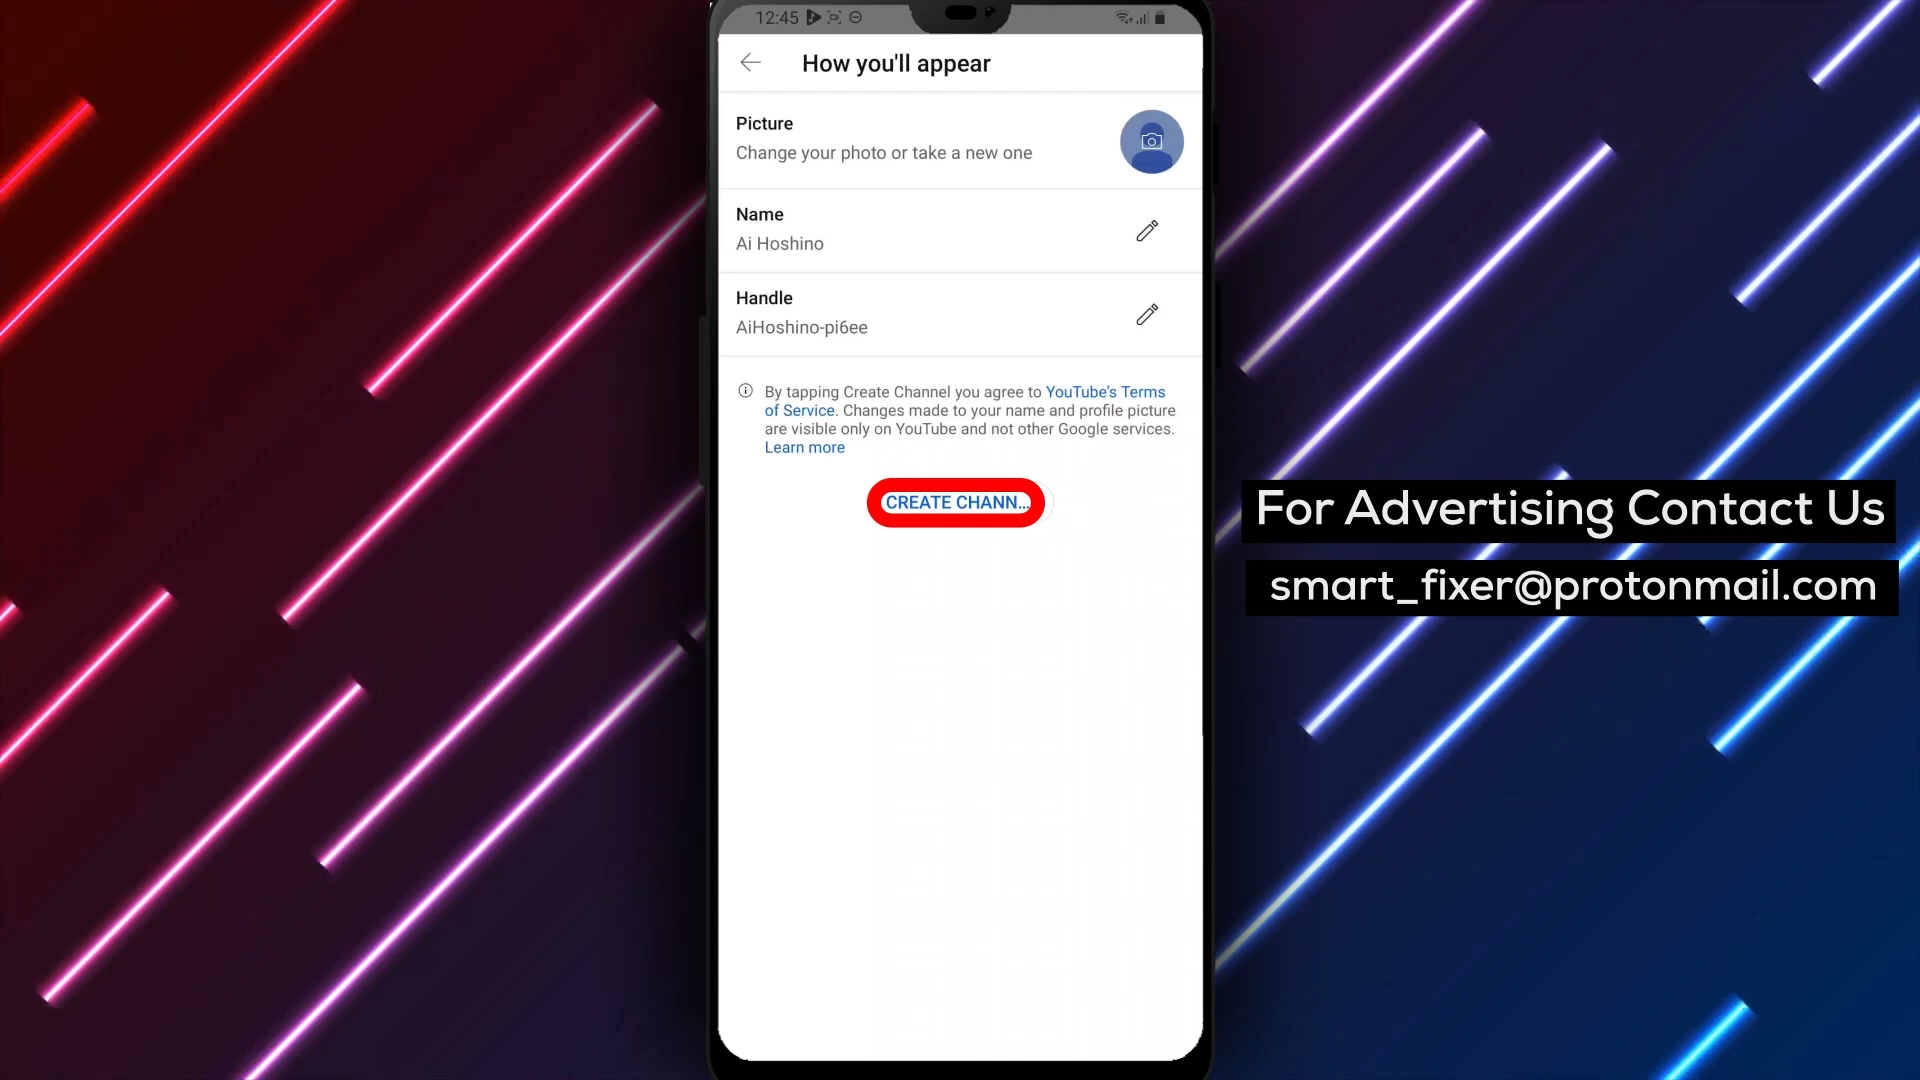 12:45
How you'll appear
Picture
Change your photo or take a new one
Name
Ai Hoshino
Handle
AiHoshino-pi6ee
By tapping Create Channel you agree to YouTube's Terms
of Service. Changes made to your name and profile picture
are visible only on YouTube and not other Google services.
Learn more
CREATE CHANN...
For Advertising Contact Us
smart_fixer@protonmail.com